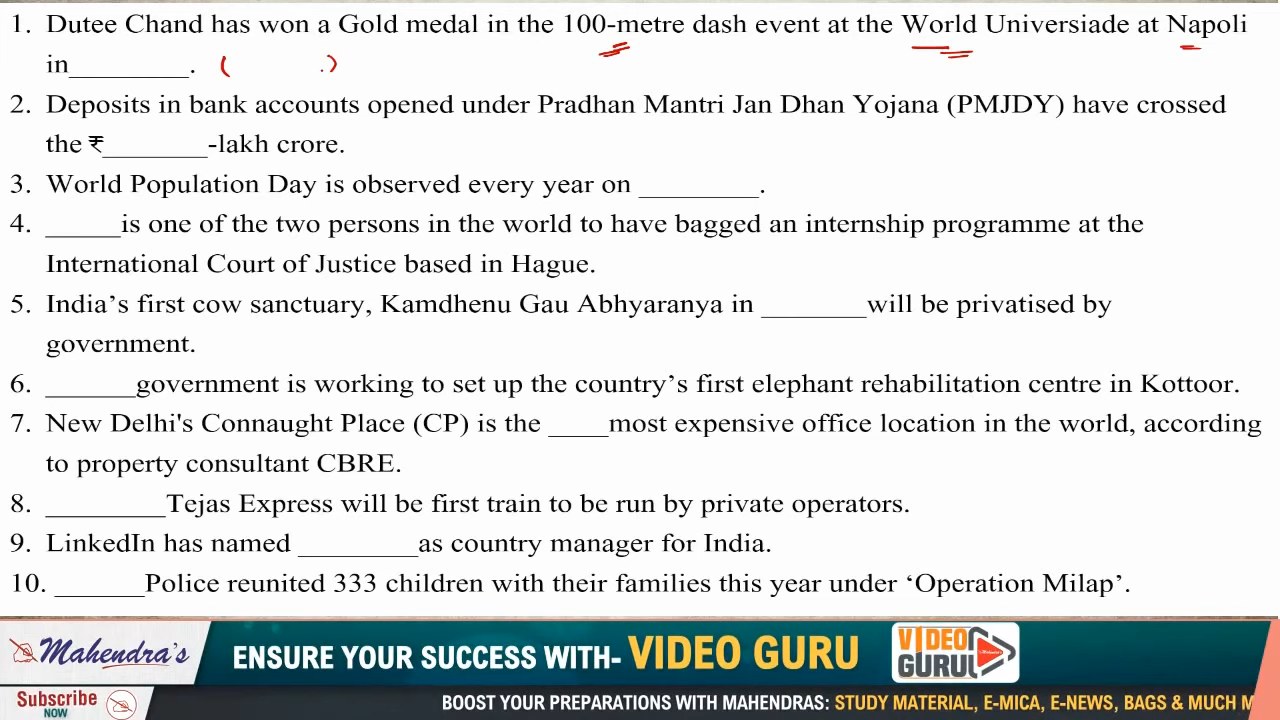 1. Dutee Chand has won a Gold medal in the 100-metre dash event at the World Universiade at Napoli
in_________. ( .)
2. Deposits in bank accounts opened under Pradhan Mantri Jan Dhan Yojana (PMJDY) have crossed
the ₹________-lakh crore.
3. World Population Day is observed every year on _________.
4. _____is one of the two persons in the world to have bagged an internship programme at the
International Court of Justice based in Hague.
5. India’s first cow sanctuary, Kamdhenu Gau Abhyaranya in ________will be privatised by
government.
6. ______government is working to set up the country’s first elephant rehabilitation centre in Kottoor.
7. New Delhi's Connaught Place (CP) is the ____most expensive office location in the world, according
to property consultant CBRE.
8. _________Tejas Express will be first train to be run by private operators.
9. LinkedIn has named _________as country manager for India.
10. ______Police reunited 333 children with their families this year under ‘Operation Milap’.
Mahendra's
ENSURE YOUR SUCCESS WITH- VIDEO GURU
VIDEO
GURU
Subscribe
NOW
BOOST YOUR PREPARATIONS WITH MAHENDRAS: STUDY MATERIAL, E-MICA, E-NEWS, BAGS & MUCH M